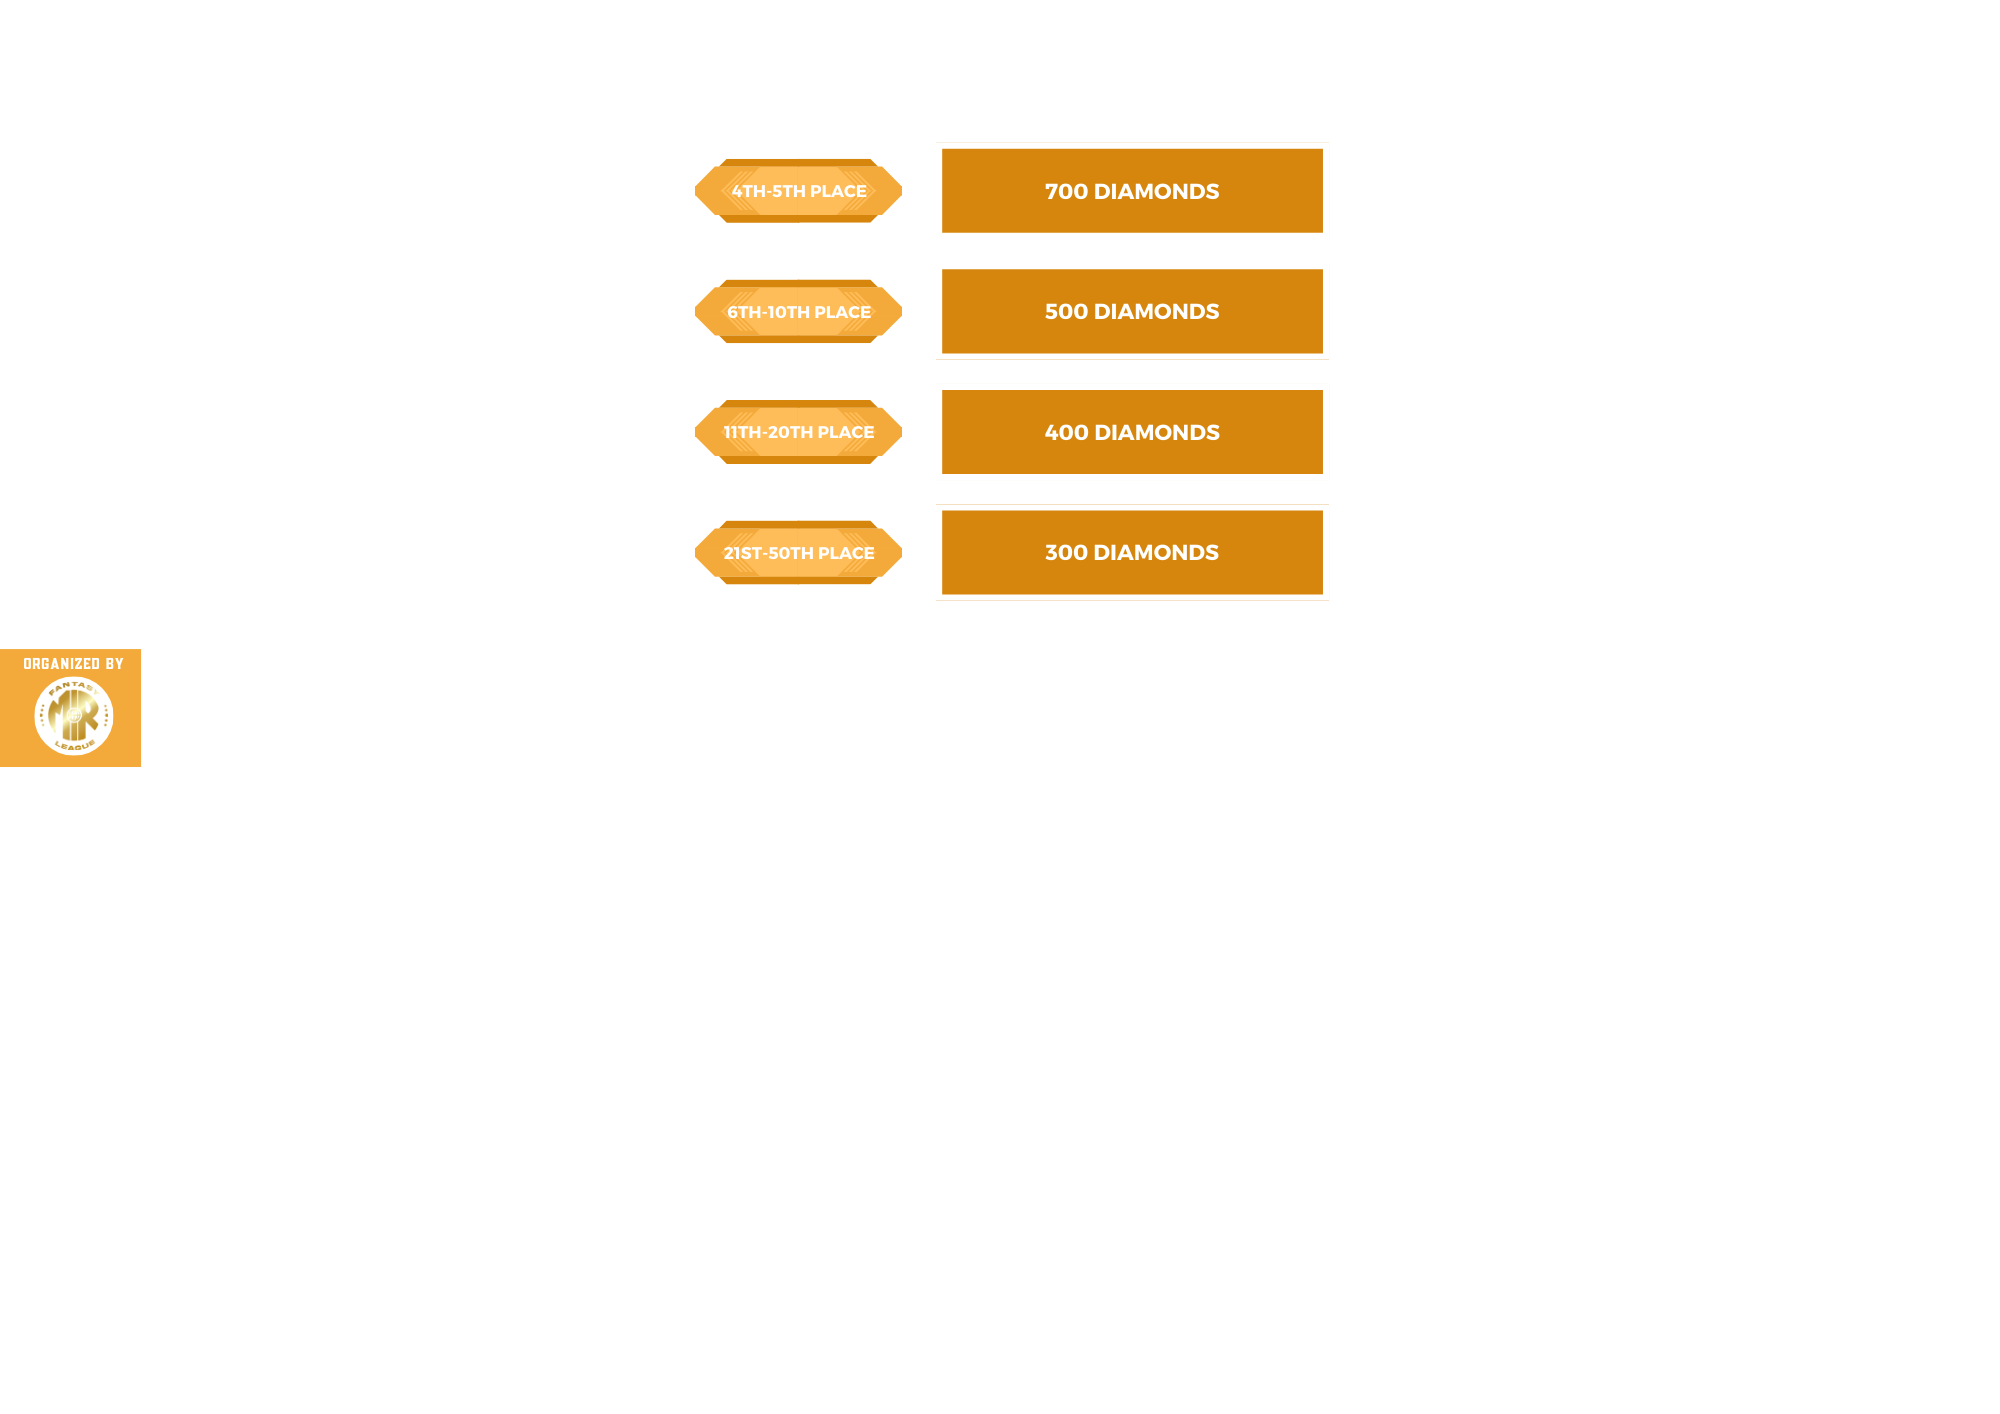 4TH-5TH PLACE
700 DIAMONDS
6TH-10TH PLACE
500 DIAMONDS
11TH-20TH PLACE
400 DIAMONDS
21ST-50TH PLACE
300 DIAMONDS
ORGANIZED BY
FANTASY
MR
LEAGUE